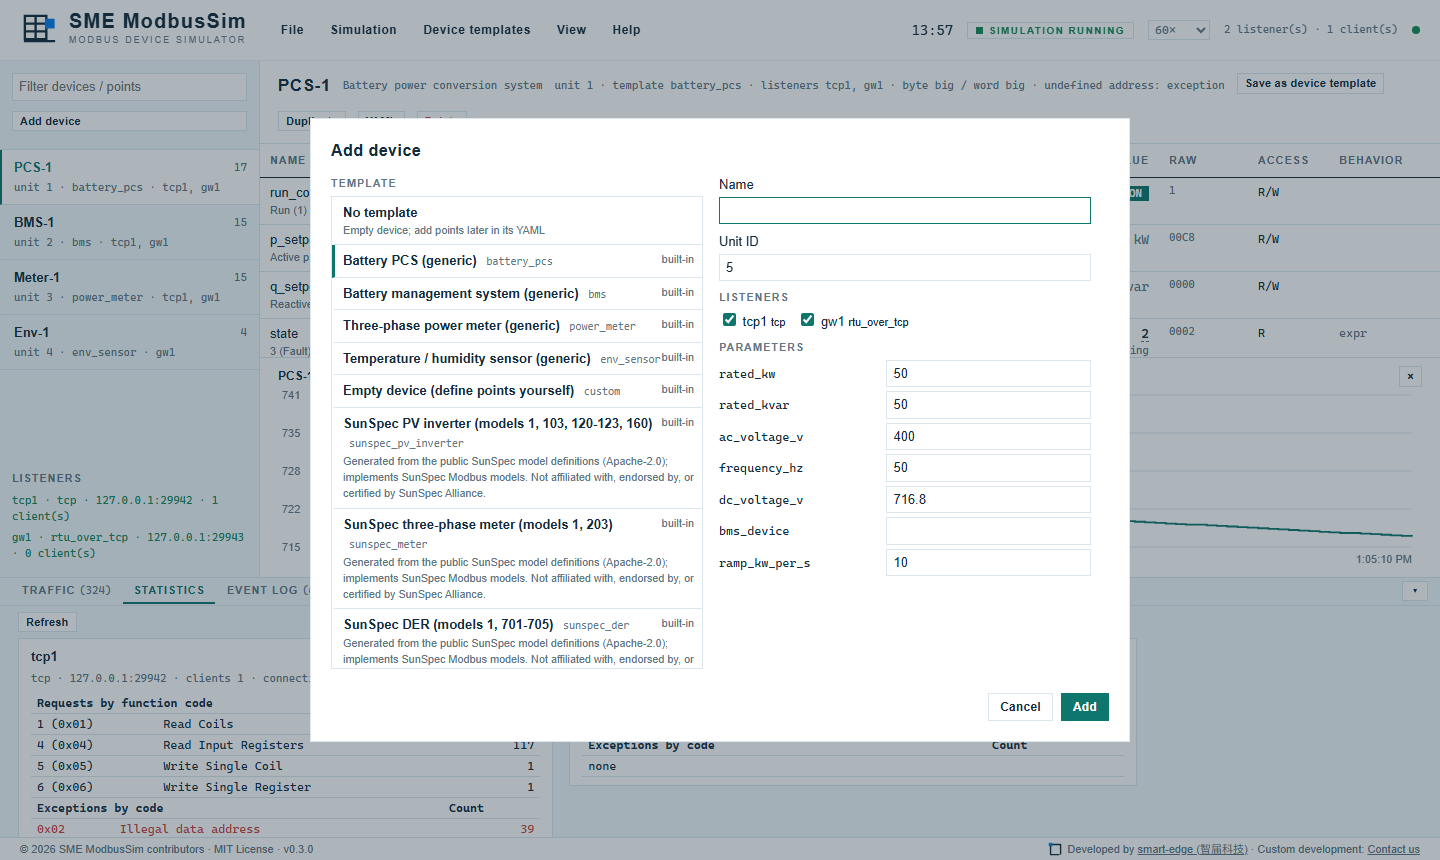 SME ModbusSim
MODBUS DEVICE SIMULATOR
File Simulation Device templates View Help
13:57 SIMULATION RUNNING 60× 2 listener(s) · 1 client(s)
Filter devices / points
Add device
PCS-1 17
unit 1 · battery_pcs · tcp1, gw1
BMS-1 15
unit 2 · bms · tcp1, gw1
Meter-1 15
unit 3 · power_meter · tcp1, gw1
Env-1 4
unit 4 · env_sensor · gw1
LISTENERS
tcp1 · tcp · 127.0.0.1:29942 · 1
client(s)
gw1 · rtu_over_tcp · 127.0.0.1:29943
· 0 client(s)
PCS-1 Battery power conversion system unit 1 · template battery_pcs · listeners tcp1, gw1 · byte big / word big · undefined address: exception Save as device template
NAME RAW ACCESS BEHAVIOR
ON 1 R/W
Run (1)
kW 00C8 R/W
Active p
0000 R/W
Reactive
state 2 0002 R expr
3 (Fault)
741
735
728
722
715
1:05:10 PM
×
Add device
TEMPLATE
No template
Empty device; add points later in its YAML
Battery PCS (generic) battery_pcs built-in
Battery management system (generic) bms built-in
Three-phase power meter (generic) power_meter built-in
Temperature / humidity sensor (generic) env_sensor built-in
Empty device (define points yourself) custom built-in
SunSpec PV inverter (models 1, 103, 120-123, 160) built-in
sunspec_pv_inverter
Generated from the public SunSpec model definitions (Apache-2.0);
implements SunSpec Modbus models. Not affiliated with, endorsed by, or
certified by SunSpec Alliance.
SunSpec three-phase meter (models 1, 203) built-in
sunspec_meter
Generated from the public SunSpec model definitions (Apache-2.0);
implements SunSpec Modbus models. Not affiliated with, endorsed by, or
certified by SunSpec Alliance.
SunSpec DER (models 1, 701-705) sunspec_der built-in
Generated from the public SunSpec model definitions (Apache-2.0);
implements SunSpec Modbus models. Not affiliated with, endorsed by, or
Name
Unit ID
5
LISTENERS
tcp1 tcp gw1 rtu_over_tcp
PARAMETERS
rated_kw 50
rated_kvar 50
ac_voltage_v 400
frequency_hz 50
dc_voltage_v 716.8
bms_device
ramp_kw_per_s 10
Cancel Add
TRAFFIC (324) STATISTICS EVENT LOG
Refresh
tcp1
tcp · 127.0.0.1:29942 · clients 1 ·
Requests by function code
1 (0x01) Read Coils
4 (0x04) Read Input Registers 117
5 (0x05) Write Single Coil 1
6 (0x06) Write Single Register 1
Exceptions by code Count
0x02 Illegal data address 39
Exceptions by code Count
none
© 2026 SME ModbusSim contributors · MIT License · v0.3.0
Developed by smart-edge (智届科技) · Custom development: Contact us